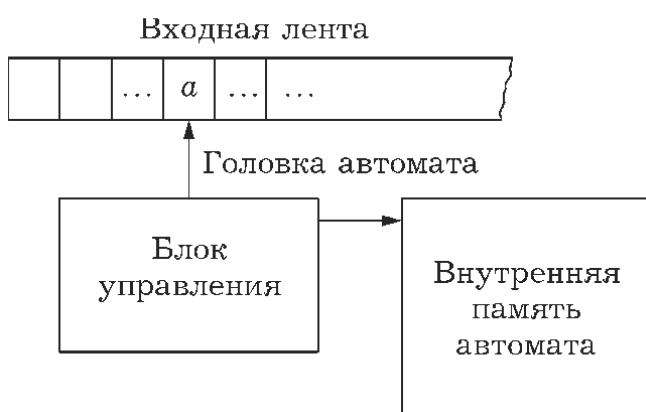 Входная лента
... a ... ...
Головка автомата
Блок
управления
Внутренняя
память
автомата